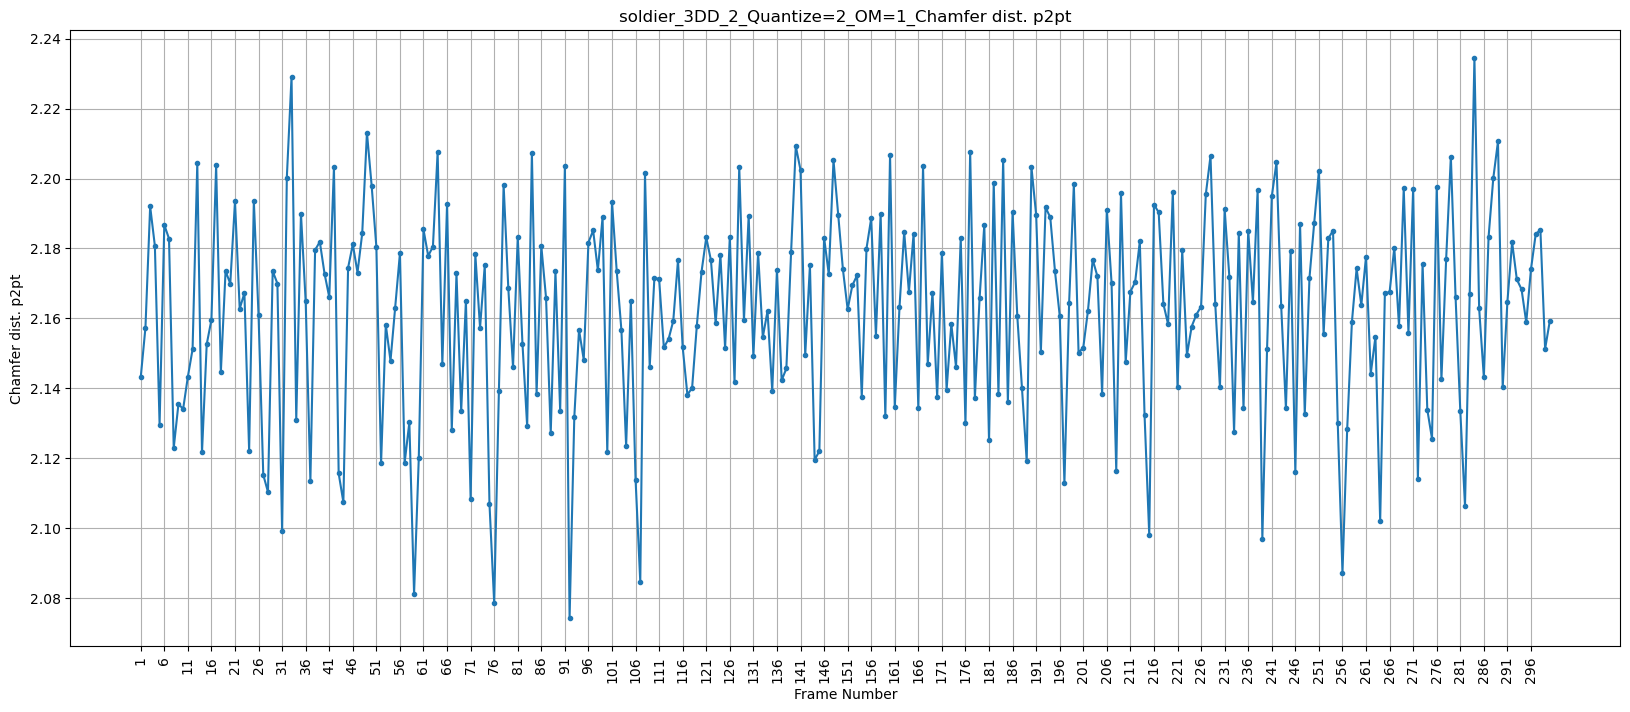 soldier_3DD_2_Quantize=2_OM=1_Chamfer dist. p2pt
Chamfer dist. p2pt
2.24
2.22
2.20
2.18
2.16
2.14
2.12
2.10
2.08
1 6 11 16 21 26 31 36 41 46 51 56 61 66 71 76 81 86 91 96 101 106 111 116 121 126 131 136 141 146 151 156 161 166 171 176 181 186 191 196 201 206 211 216 221 226 231 236 241 246 251 256 261 266 271 276 281 286 291 296
Frame Number